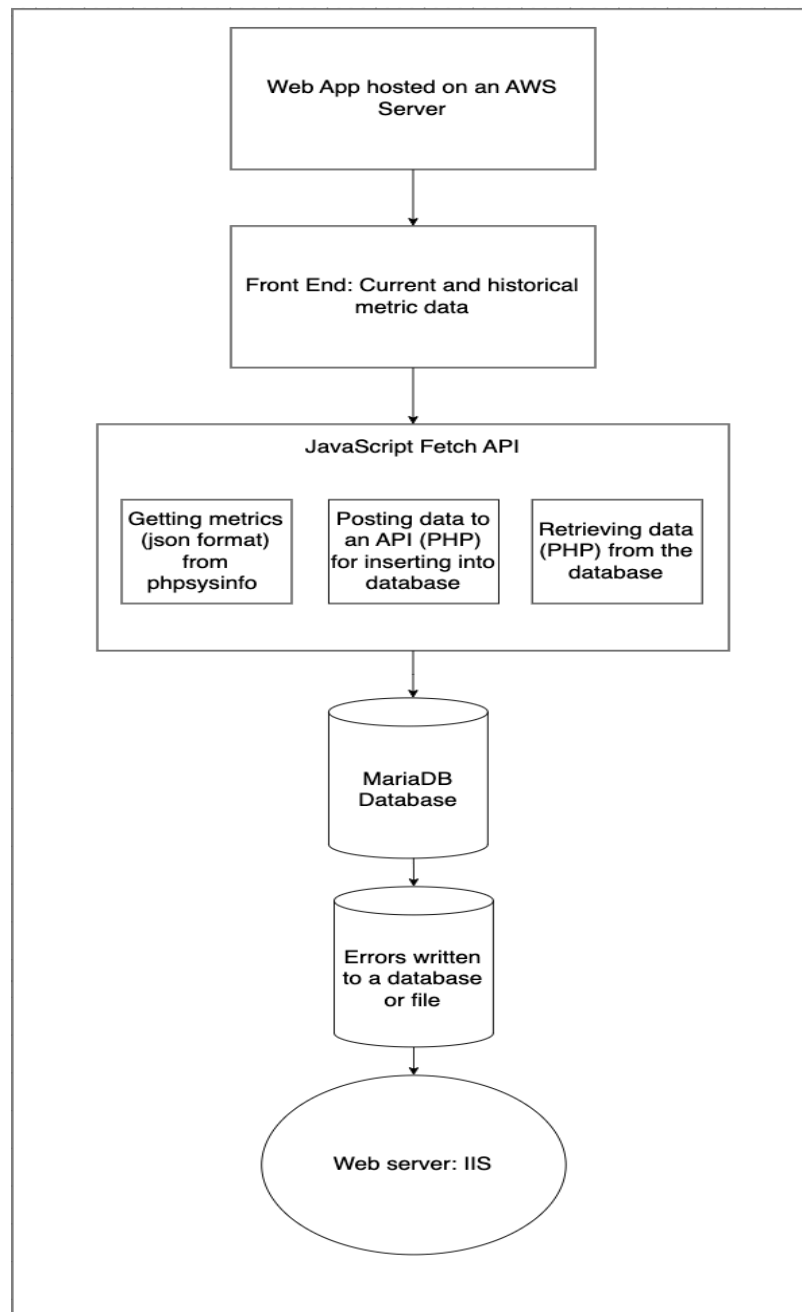 Web App hosted on an AWS
Server
Front End: Current and historical
metric data
JavaScript Fetch API
Getting metrics
(json format)
from
phpsysinfo
Posting data to
an API (PHP)
for inserting into
database
Retrieving data
(PHP) from the
database
MariaDB
Database
Errors written
to a database
or file
Web server: IIS